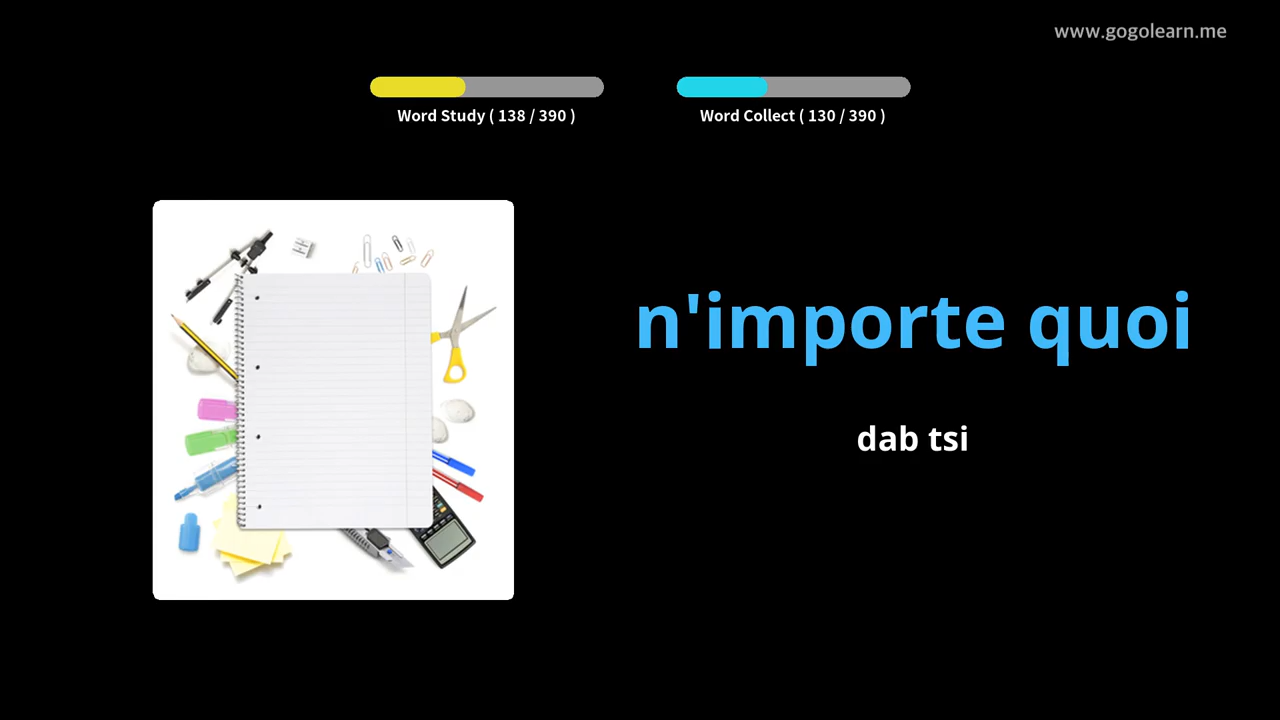 www.gogolearn.me
Word Study ( 138 / 390 )
Word Collect ( 130 / 390 )
n'importe quoi
dab tsi